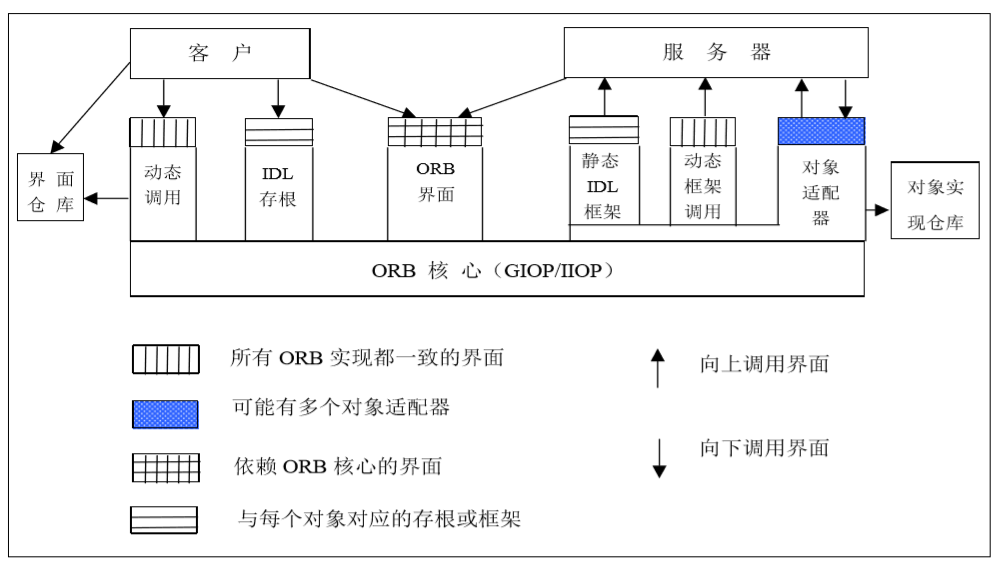 客 户
服 务 器
界 面
仓 库
动态
调用
IDL
存根
ORB
界面
静态
IDL
框架
动态
框架
调用
对象
适配
器
对象实
现仓库
ORB 核 心（GIOP/IIOP）
所有 ORB 实现都一致的界面
可能有多个对象适配器
依赖 ORB 核心的界面
与每个对象对应的存根或框架
向上调用界面
向下调用界面